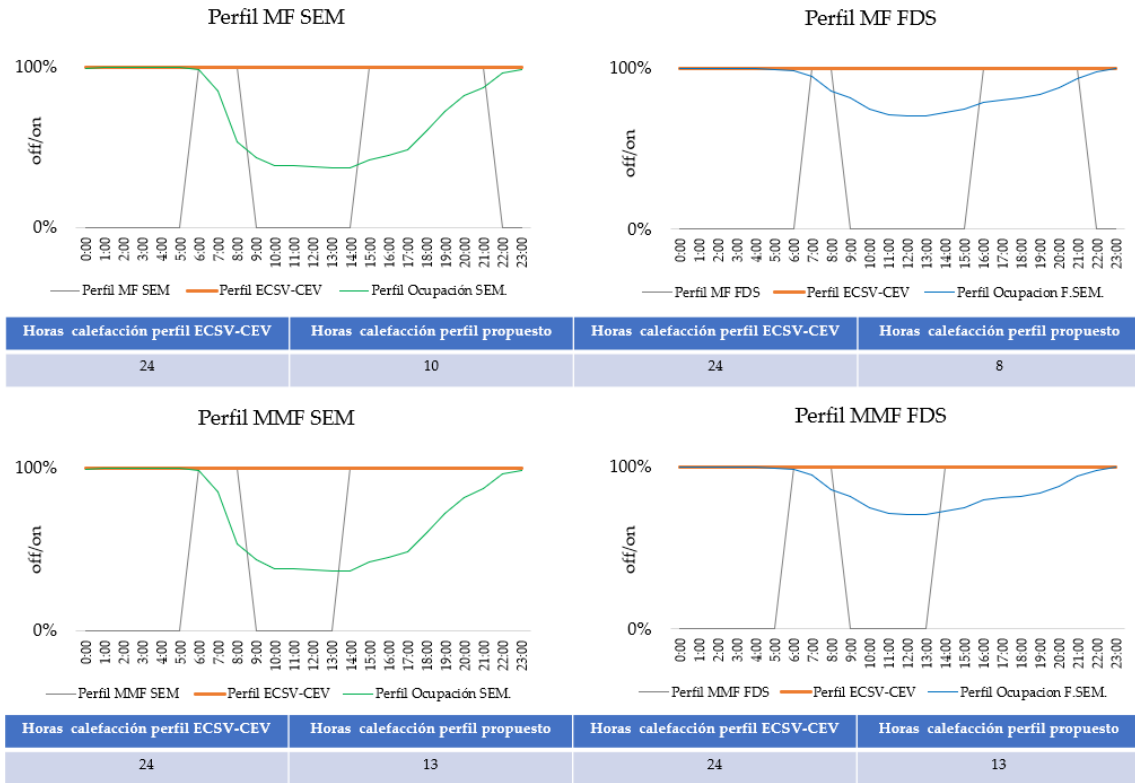 Perfil MF SEM
100%
off/on
0%
0:00 1:00 2:00 3:00 4:00 5:00 6:00 7:00 8:00 9:00 10:00 11:00 12:00 13:00 14:00 15:00 16:00 17:00 18:00 19:00 20:00 21:00 22:00 23:00
Perfil MF SEM Perfil ECSV-CEV Perfil Ocupación SEM.
Perfil MF FDS
100%
off/on
0%
0:00 1:00 2:00 3:00 4:00 5:00 6:00 7:00 8:00 9:00 10:00 11:00 12:00 13:00 14:00 15:00 16:00 17:00 18:00 19:00 20:00 21:00 22:00 23:00
Perfil MF FDS Perfil ECSV-CEV Perfil Ocupacion F.SEM.
Horas calefacción perfil ECSV-CEV Horas calefacción perfil propuesto Horas calefacción perfil ECSV-CEV Horas calefacción perfil propuesto
24 10 24 8
Perfil MMF SEM
100%
off/on
0%
0:00 1:00 2:00 3:00 4:00 5:00 6:00 7:00 8:00 9:00 10:00 11:00 12:00 13:00 14:00 15:00 16:00 17:00 18:00 19:00 20:00 21:00 22:00 23:00
Perfil MMF SEM Perfil ECSV-CEV Perfil Ocupación SEM.
Perfil MMF FDS
100%
off/on
0%
0:00 1:00 2:00 3:00 4:00 5:00 6:00 7:00 8:00 9:00 10:00 11:00 12:00 13:00 14:00 15:00 16:00 17:00 18:00 19:00 20:00 21:00 22:00 23:00
Perfil MMF FDS Perfil ECSV-CEV Perfil Ocupacion F.SEM.
Horas calefacción perfil ECSV-CEV Horas calefacción perfil propuesto Horas calefacción perfil ECSV-CEV Horas calefacción perfil propuesto
24 13 24 13